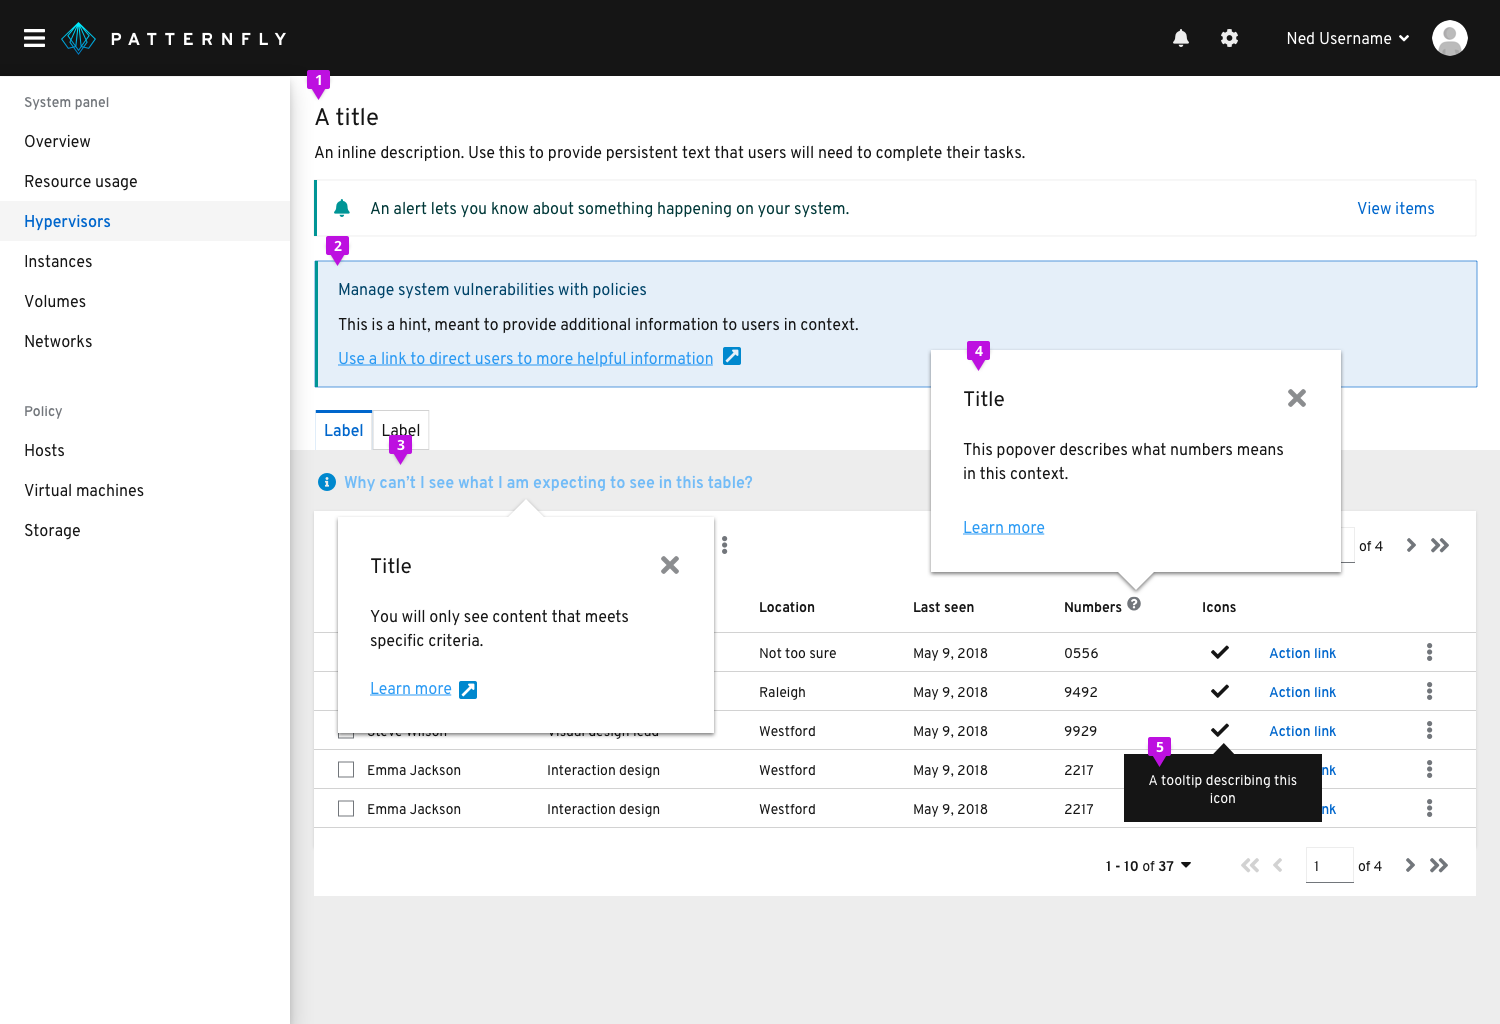 PATTERNFLY
Ned Username
System panel
Overview
Resource usage
Hypervisors
Instances
Volumes
Networks
Policy
Hosts
Virtual machines
Storage
1
A title
An inline description. Use this to provide persistent text that users will need to complete their tasks.
An alert lets you know about something happening on your system.
View items
2
Manage system vulnerabilities with policies
This is a hint, meant to provide additional information to users in context.
Use a link to direct users to more helpful information
Label
Label
3
Why can't I see what I am expecting to see in this table?
Title
You will only see content that meets
specific criteria.
Learn more
4
Title
This popover describes what numbers means
in this context.
Learn more
of 4
Location Last seen Numbers Icons
Not too sure May 9, 2018 0556 Action link
Raleigh May 9, 2018 9492 Action link
Steve Wilson Visual design lead Westford May 9, 2018 9929 Action link
Emma Jackson Interaction design Westford May 9, 2018 2217 nk
Emma Jackson Interaction design Westford May 9, 2018 2217 nk
5
A tooltip describing this
icon
1 - 10 of 37
1 of 4